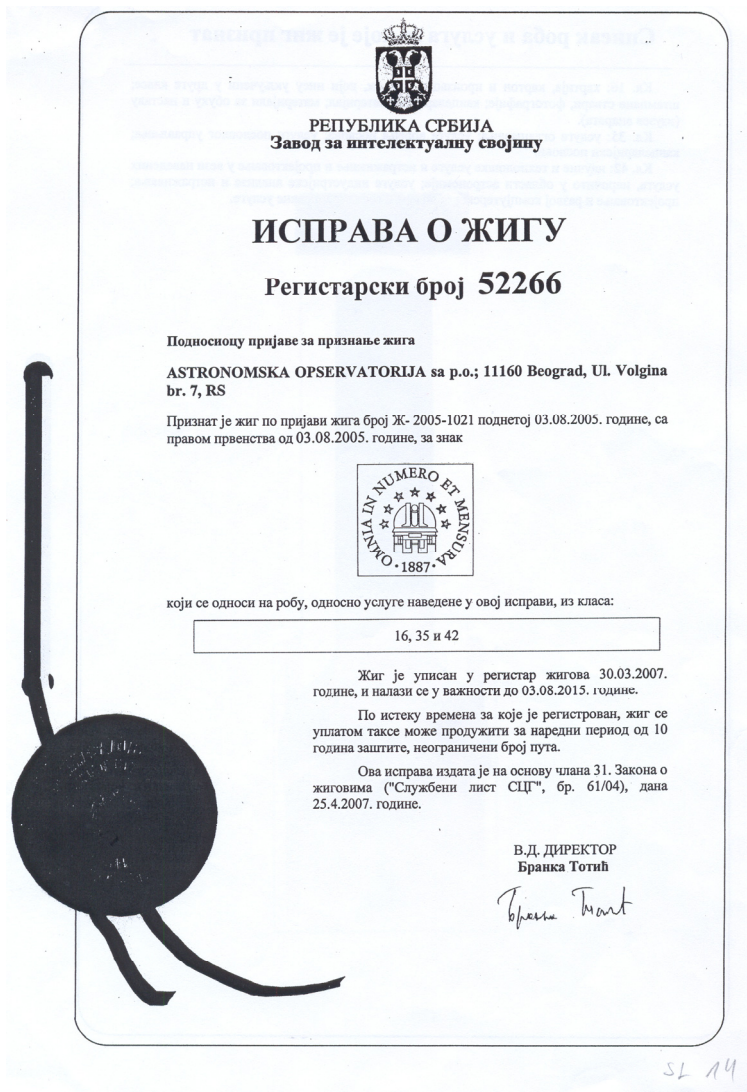 РЕПУБЛИКА СРБИЈА
Завод за интелектуалну својину
ИСПРАВА О ЖИГУ
Регистарски број 52266
Подносиоцу пријаве за признање жига
ASTRONOMSKA OPSERVATORIJA sa p.o.; 11160 Beograd, Ul. Volgina
br. 7, RS
Признат је жиг по пријави жига број Ж- 2005-1021 поднетој 03.08.2005. године, са
правом првенства од 03.08.2005. године, за знак
OMNIA IN NUMERO ET MENSURA
· 1887 ·
који се односи на робу, односно услуге наведене у овој исправи, из класа:
16, 35 и 42
Жиг је уписан у регистар жигова 30.03.2007.
године, и налази се у важности до 03.08.2015. године.
По истеку времена за које је регистрован, жиг се
уплатом таксе може продужити за наредни период од 10
година заштите, неограничени број пута.
Ова исправа издата је на основу члана 31. Закона о
жиговима ("Службени лист СЦГ", бр. 61/04), дана
25.4.2007. године.
В.Д. ДИРЕКТОР
Бранка Тотић
SL 14